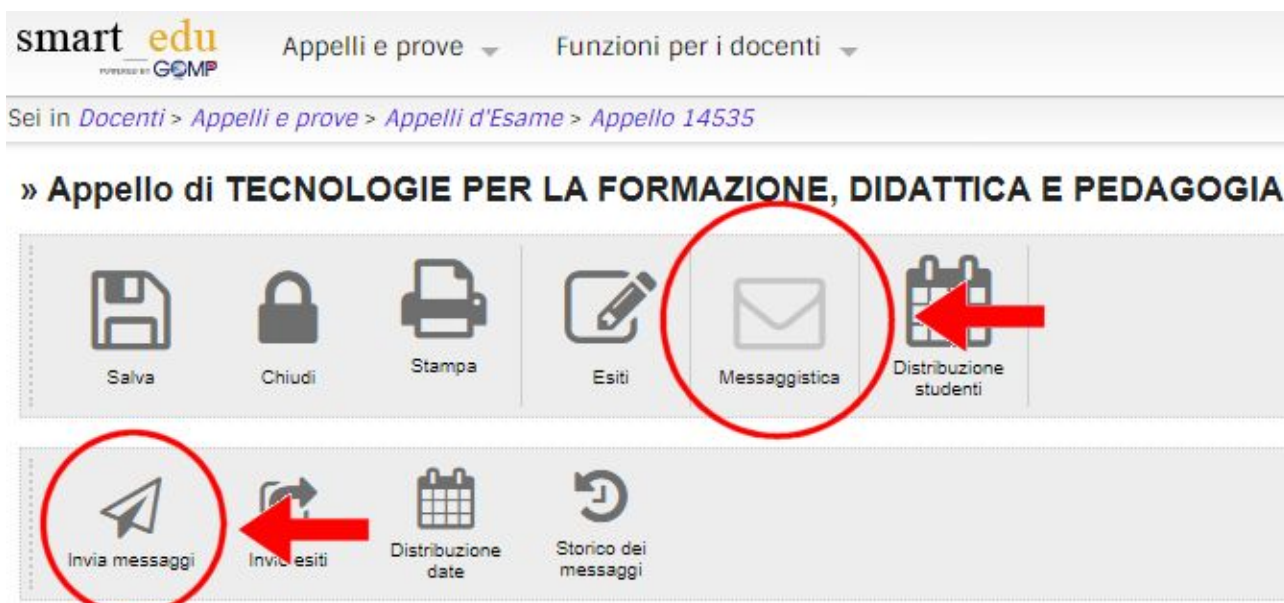 smart_edu
POWERED BY GOMP
Appelli e prove
Funzioni per i docenti
Sei in Docenti > Appelli e prove > Appelli d'Esame > Appello 14535
» Appello di TECNOLOGIE PER LA FORMAZIONE, DIDATTICA E PEDAGOGIA
Salva
Chiudi
Stampa
Esiti
Messaggistica
Distribuzione
studenti
Invia messaggi
Invio esiti
Distribuzione
date
Storico dei
messaggi